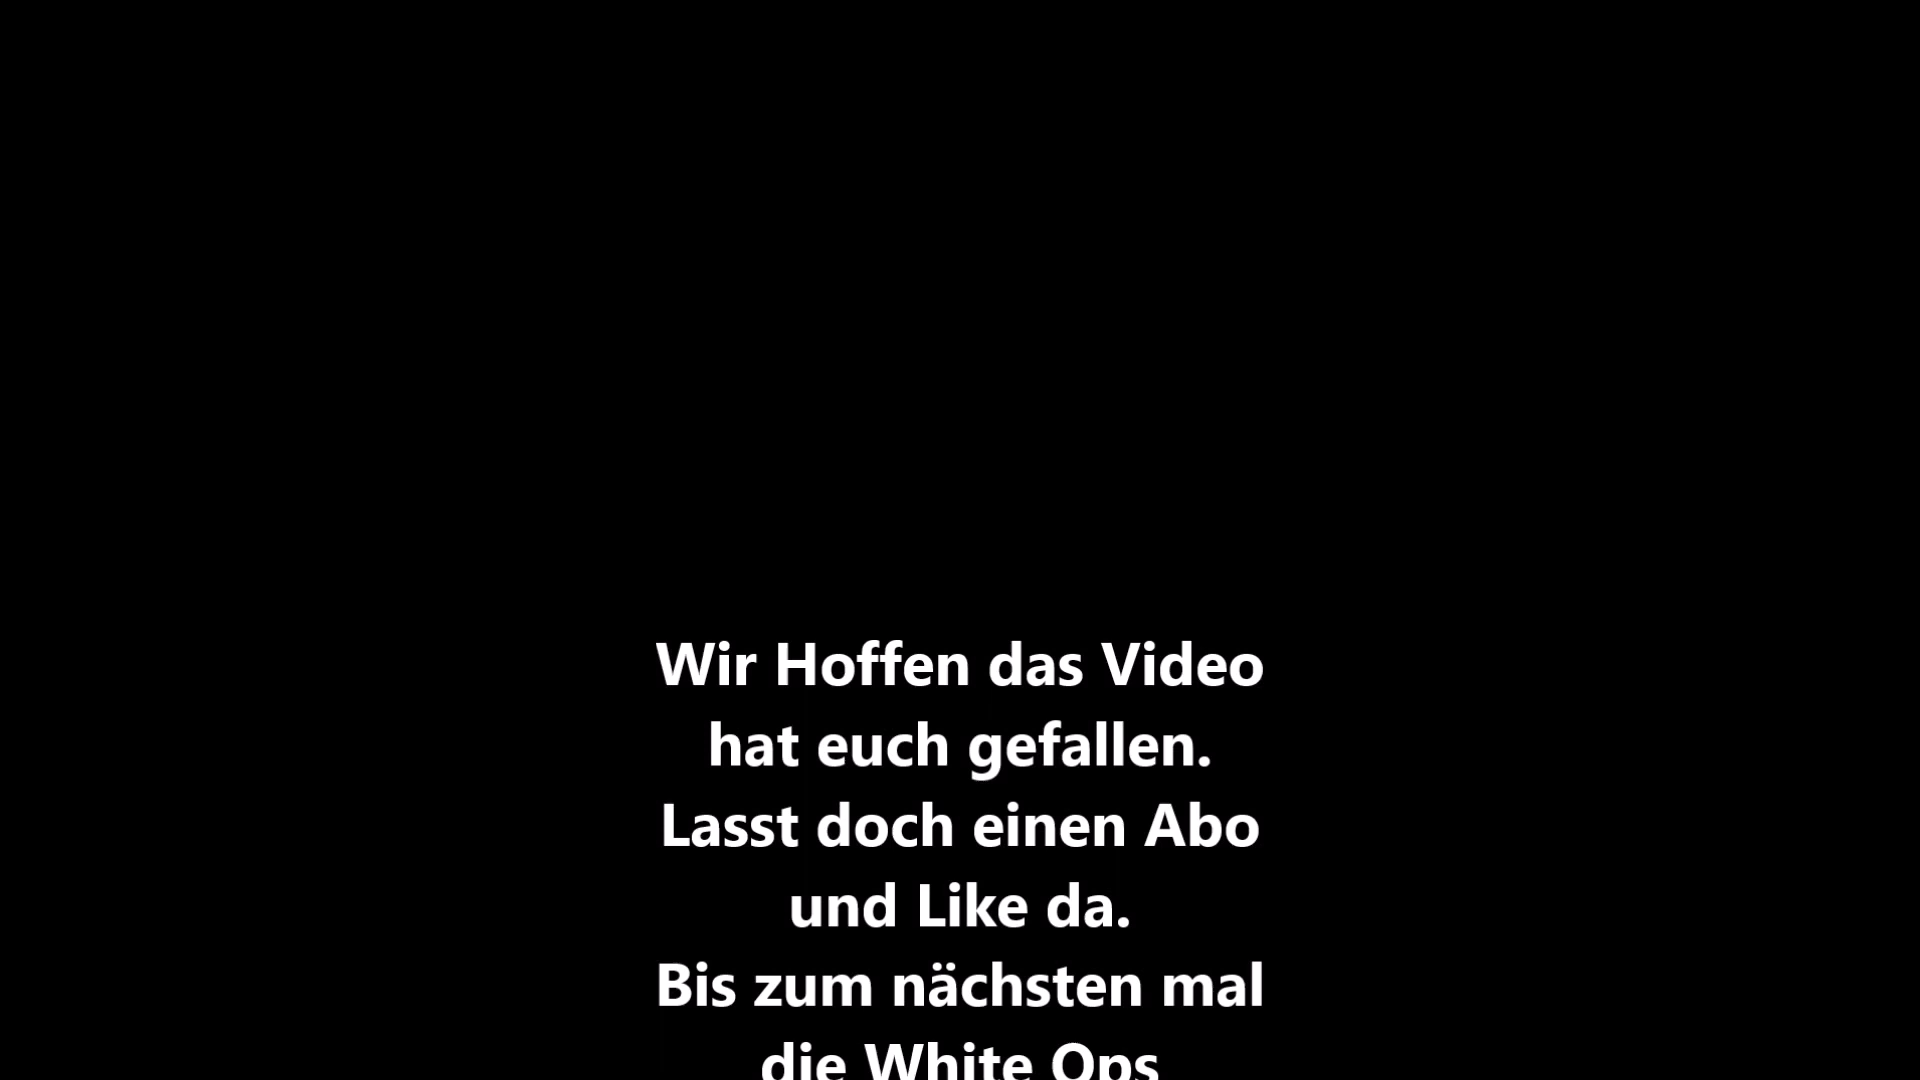 Wir Hoffen das Video
hat euch gefallen.
Lasst doch einen Abo
und Like da.
Bis zum nächsten mal
die White Ops